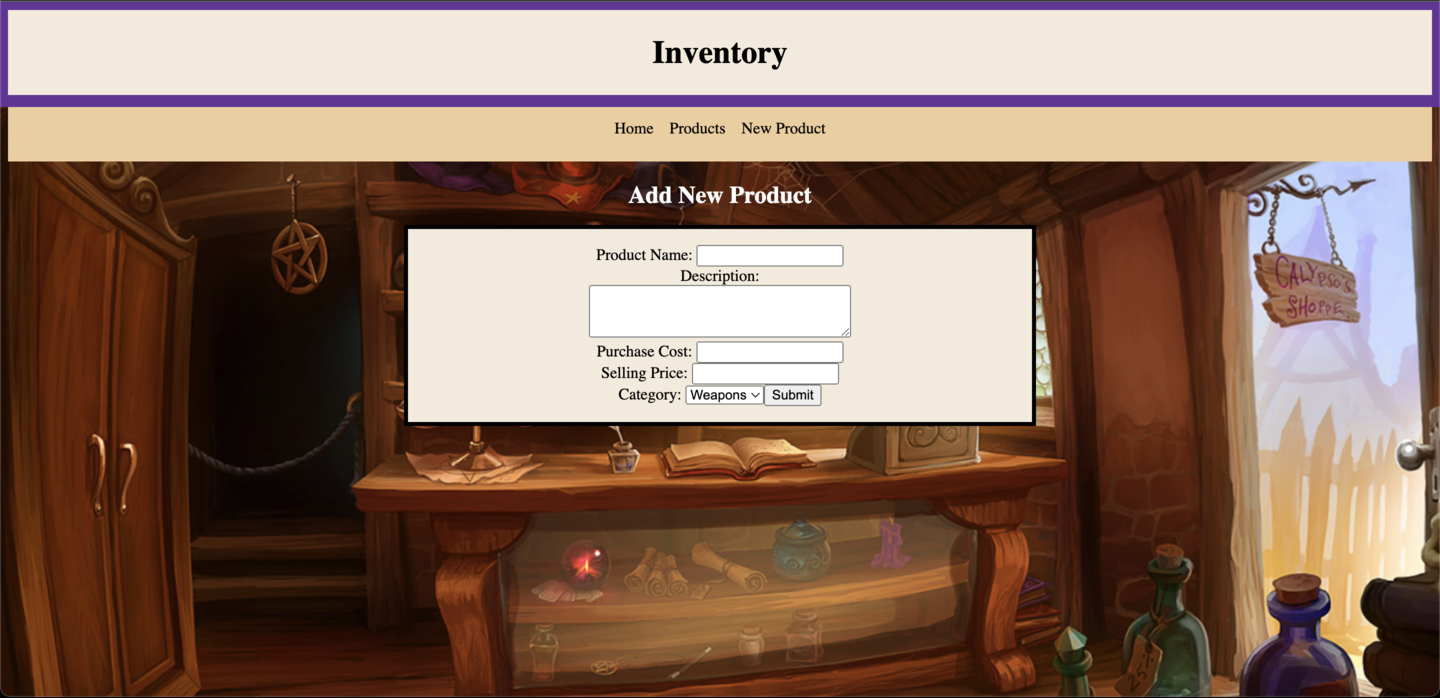 Inventory
Home Products New Product
Add New Product
Product Name:
Description:
Purchase Cost:
Selling Price:
Category: Weapons Submit
CALYPSO'S
SHOPPE
25¢